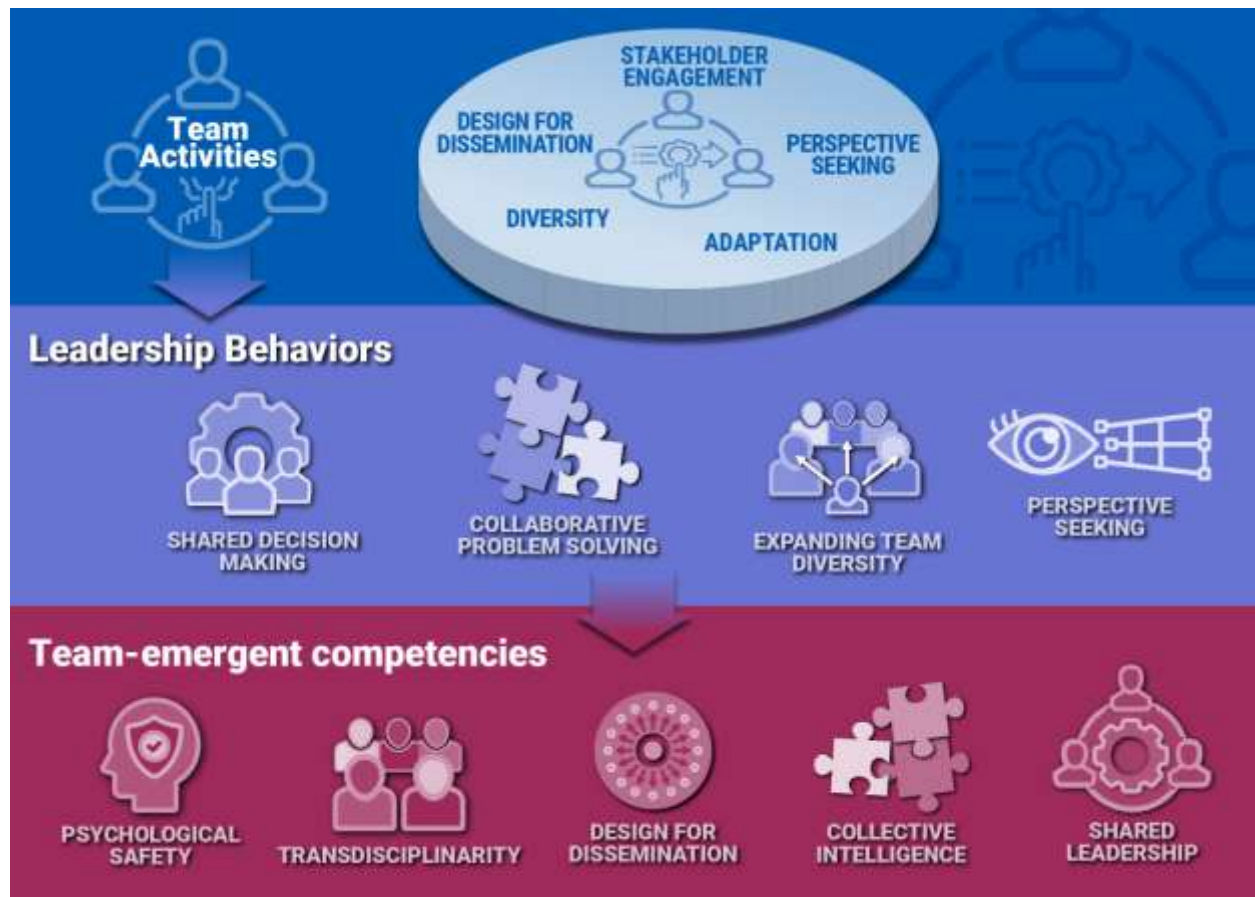 Team
Activities
STAKEHOLDER
ENGAGEMENT
DESIGN FOR
DISSEMINATION
PERSPECTIVE
SEEKING
DIVERSITY
ADAPTATION
Leadership Behaviors
SHARED DECISION
MAKING
COLLABORATIVE
PROBLEM SOLVING
EXPANDING TEAM
DIVERSITY
PERSPECTIVE
SEEKING
Team-emergent competencies
PSYCHOLOGICAL
SAFETY
TRANSDISCIPLINARITY
DESIGN FOR
DISSEMINATION
COLLECTIVE
INTELLIGENCE
SHARED
LEADERSHIP